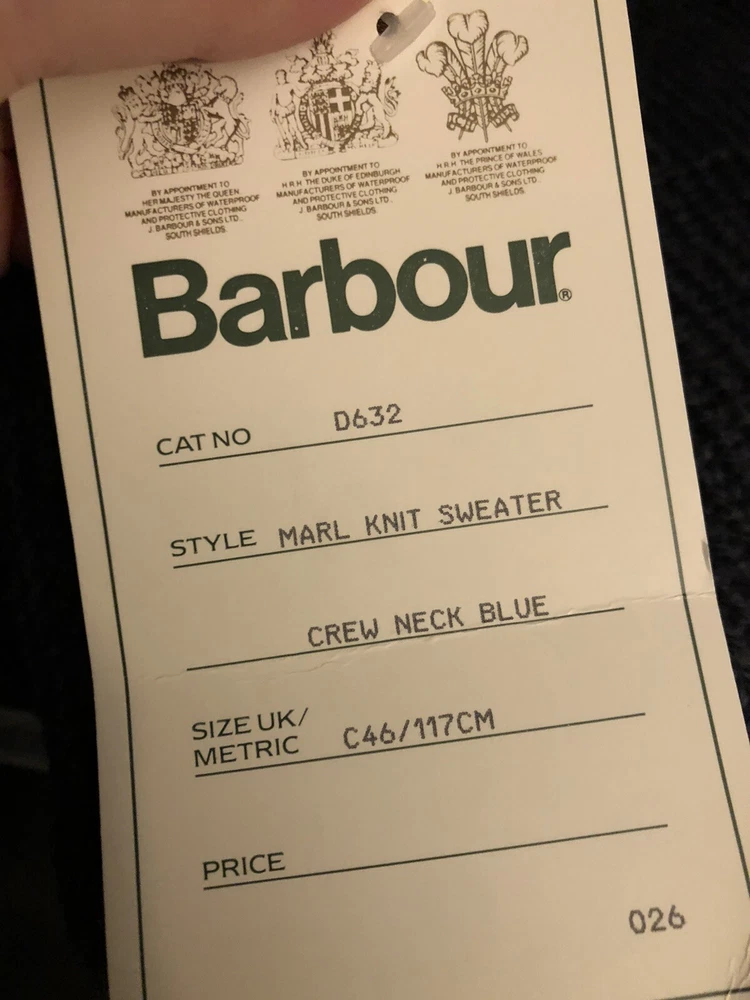 BY APPOINTMENT TO
HER MAJESTY THE QUEEN
MANUFACTURERS OF WATERPROOF
AND PROTECTIVE CLOTHING
J. BARBOUR & SONS LTD.
SOUTH SHIELDS.
BY APPOINTMENT TO
H.R.H. THE DUKE OF EDINBURGH
MANUFACTURERS OF WATERPROOF
AND PROTECTIVE CLOTHING
J. BARBOUR & SONS LTD.,
SOUTH SHIELDS.
BY APPOINTMENT TO
H.R.H. THE PRINCE OF WALES
MANUFACTURERS OF WATERPROOF
AND PROTECTIVE CLOTHING
J. BARBOUR & SONS LTD.,
SOUTH SHIELDS.
Barbour®
CAT NO D632
STYLE MARL KNIT SWEATER
CREW NECK BLUE
SIZE UK/
METRIC C46/117CM
PRICE
026